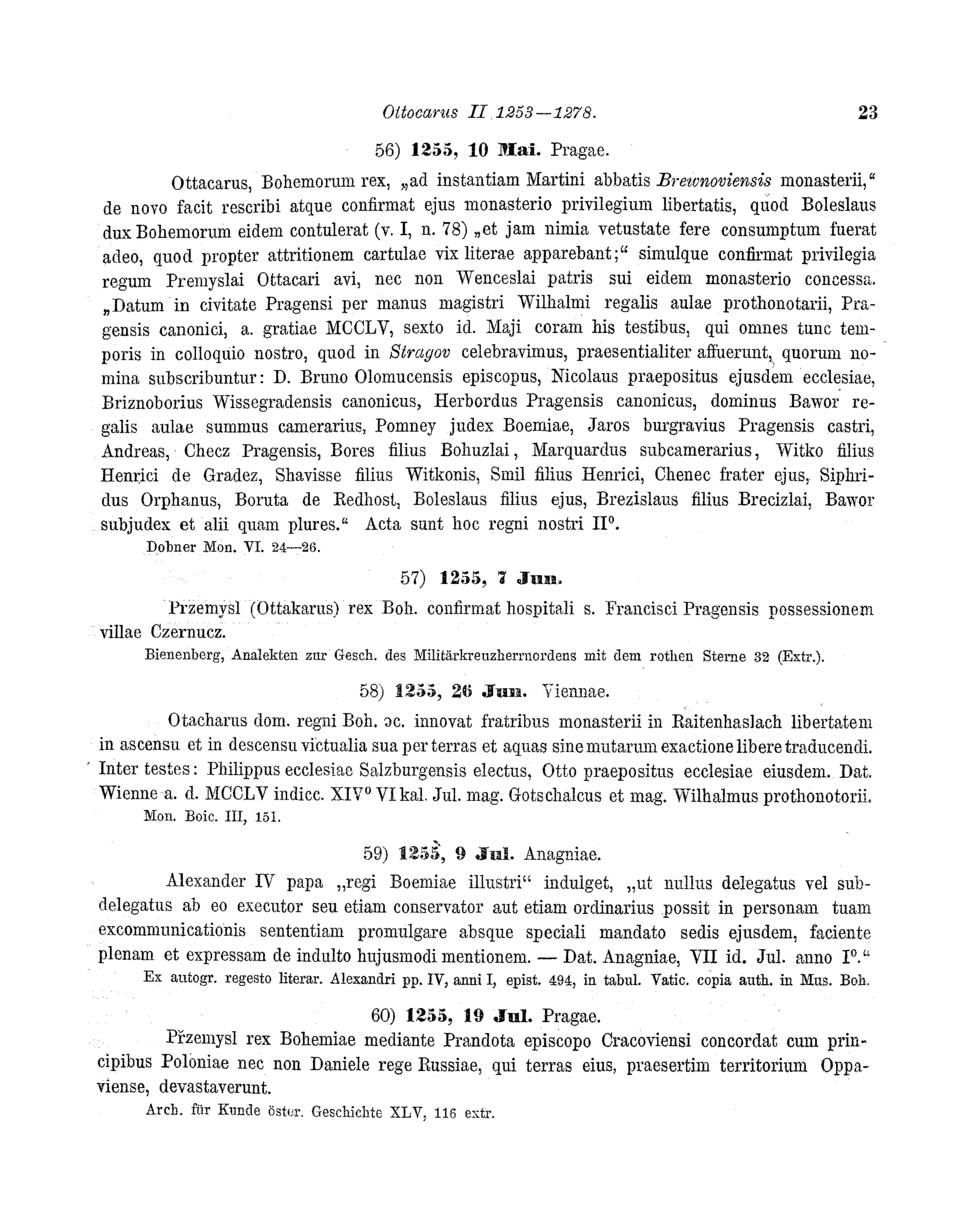 Ottocarus II 1253—1278. 23
56) 1255, 10 Mai. Pragae.
Ottacarus, Bohemorum rex, „ad instantiam Martini abbatis Brewnoviensis monasterii,“
de novo facit rescribi atque confirmat ejus monasterio privilegium libertatis, quod Boleslaus
dux Bohemorum eidem contulerat (v. I, n. 78) „et jam nimia vetustate fere consumptum fuerat
adeo, quod propter attritionem cartulae vix literae apparebant;“ simulque confirmat privilegia
regum Premyslai Ottacari avi, nec non Wenceslai patris sui eidem monasterio concessa.
„Datum in civitate Pragensi per manus magistri Wilhalmi regalis aulae prothonotarii, Pra-
gensis canonici, a. gratiae MCCLV, sexto id. Maji coram his testibus, qui omnes tunc tem-
poris in colloquio nostro, quod in Stragov celebravimus, praesentialiter affuerunt, quorum no-
mina subscribuntur: D. Bruno Olomucensis episcopus, Nicolaus praepositus ejusdem ecclesiae,
Briznoborius Wissegradensis canonicus, Herbordus Pragensis canonicus, dominus Bawor re-
galis aulae summus camerarius, Pomney judex Boemiae, Jaros burgravius Pragensis castri,
Andreas, Checz Pragensis, Bores filius Bohuzlai, Marquardus subcamerarius, Witko filius
Henrici de Gradez, Shavisse filius Witkonis, Smil filius Henrici, Chenec frater ejus, Siphri-
dus Orphanus, Boruta de Redhost, Boleslaus filius ejus, Brezislaus filius Brecizlai, Bawor
subjudex et alii quam plures.“ Acta sunt hoc regni nostri II⁰.
Dobner Mon. VI. 24—26.
57) 1255, 7 Jun.
Przemysl (Ottakarus) rex Boh. confirmat hospitali s. Francisci Pragensis possessionem
villae Czernucz.
Bienenberg, Analekten zur Gesch. des Militärkreuzherrnordens mit dem rothen Sterne 32 (Extr.).
58) 1255, 26 Jun. Viennae.
Otacharus dom. regni Boh. ɔc. innovat fratribus monasterii in Raitenhaslach libertatem
in ascensu et in descensu victualia sua per terras et aquas sine mutarum exactione libere traducendi.
Inter testes: Philippus ecclesiae Salzburgensis electus, Otto praepositus ecclesiae eiusdem. Dat.
Wienne a. d. MCCLV indicc. XIV⁰ VI kal. Jul. mag. Gotschalcus et mag. Wilhalmus prothonotorii.
Mon. Boic. III, 151.
59) 1255, 9 Jul. Anagniae.
Alexander IV papa „regi Boemiae illustri“ indulget, „ut nullus delegatus vel sub-
delegatus ab eo executor seu etiam conservator aut etiam ordinarius possit in personam tuam
excommunicationis sententiam promulgare absque speciali mandato sedis ejusdem, faciente
plenam et expressam de indulto hujusmodi mentionem. — Dat. Anagniae, VII id. Jul. anno I⁰.“
Ex autogr. regesto literar. Alexandri pp. IV, anni I, epist. 494, in tabul. Vatic. copia auth. in Mus. Boh.
60) 1255, 19 Jul. Pragae.
Přzemysl rex Bohemiae mediante Prandota episcopo Cracoviensi concordat cum prin-
cipibus Poloniae nec non Daniele rege Russiae, qui terras eius, praesertim territorium Oppa-
viense, devastaverunt.
Arch. für Kunde öster. Geschichte XLV, 116 extr.